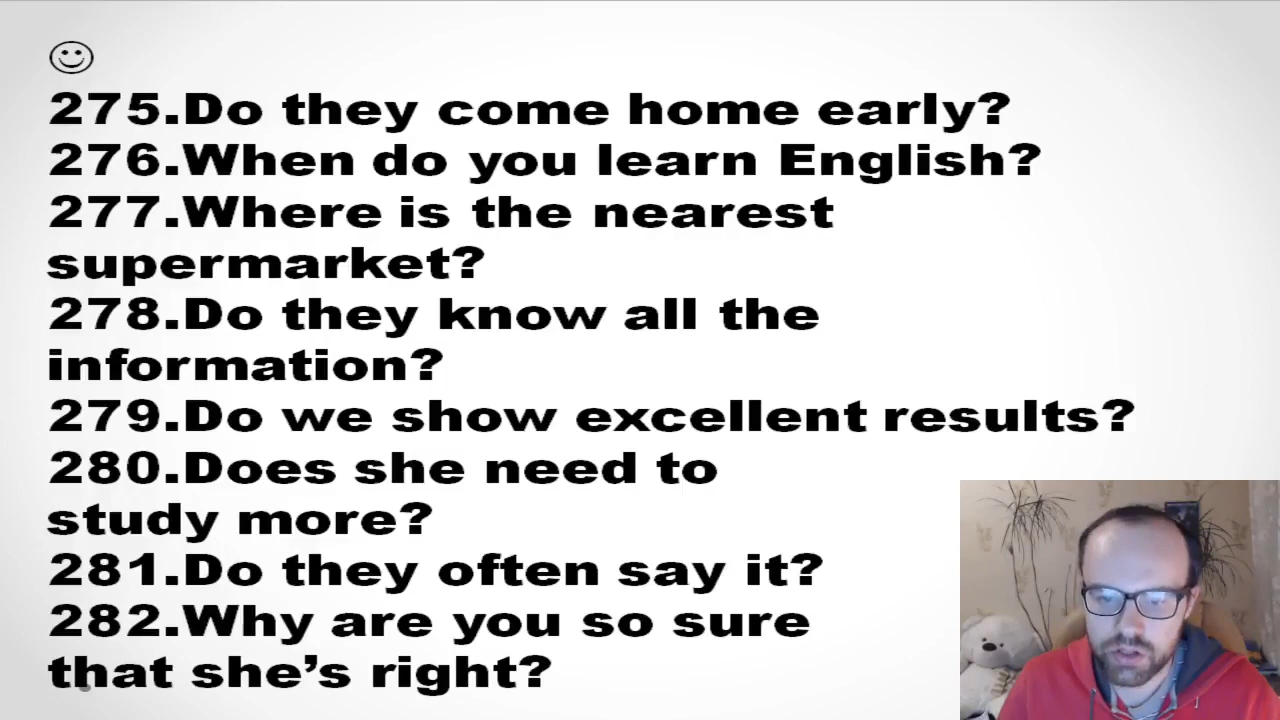 275.Do they come home early?
276.When do you learn English?
277.Where is the nearest
supermarket?
278.Do they know all the
information?
279.Do we show excellent results?
280.Does she need to
study more?
281.Do they often say it?
282.Why are you so sure
that she’s right?